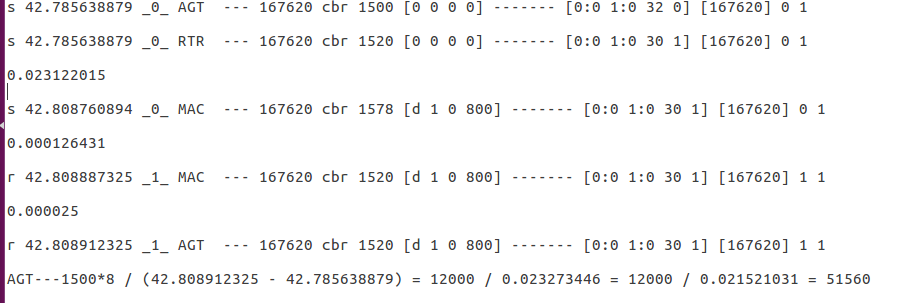 s 42.785638879 _0_ AGT  --- 167620 cbr 1500 [0 0 0 0] ------- [0:0 1:0 32 0] [167620] 0 1
s 42.785638879 _0_ RTR  --- 167620 cbr 1520 [0 0 0 0] ------- [0:0 1:0 30 1] [167620] 0 1
0.023122015
s 42.808760894 _0_ MAC  --- 167620 cbr 1578 [d 1 0 800] ------- [0:0 1:0 30 1] [167620] 0 1
0.000126431
r 42.808887325 _1_ MAC  --- 167620 cbr 1520 [d 1 0 800] ------- [0:0 1:0 30 1] [167620] 1 1
0.000025
r 42.808912325 _1_ AGT  --- 167620 cbr 1520 [d 1 0 800] ------- [0:0 1:0 30 1] [167620] 1 1
AGT---1500*8 / (42.808912325 - 42.785638879) = 12000 / 0.023273446 = 12000 / 0.021521031 = 51560